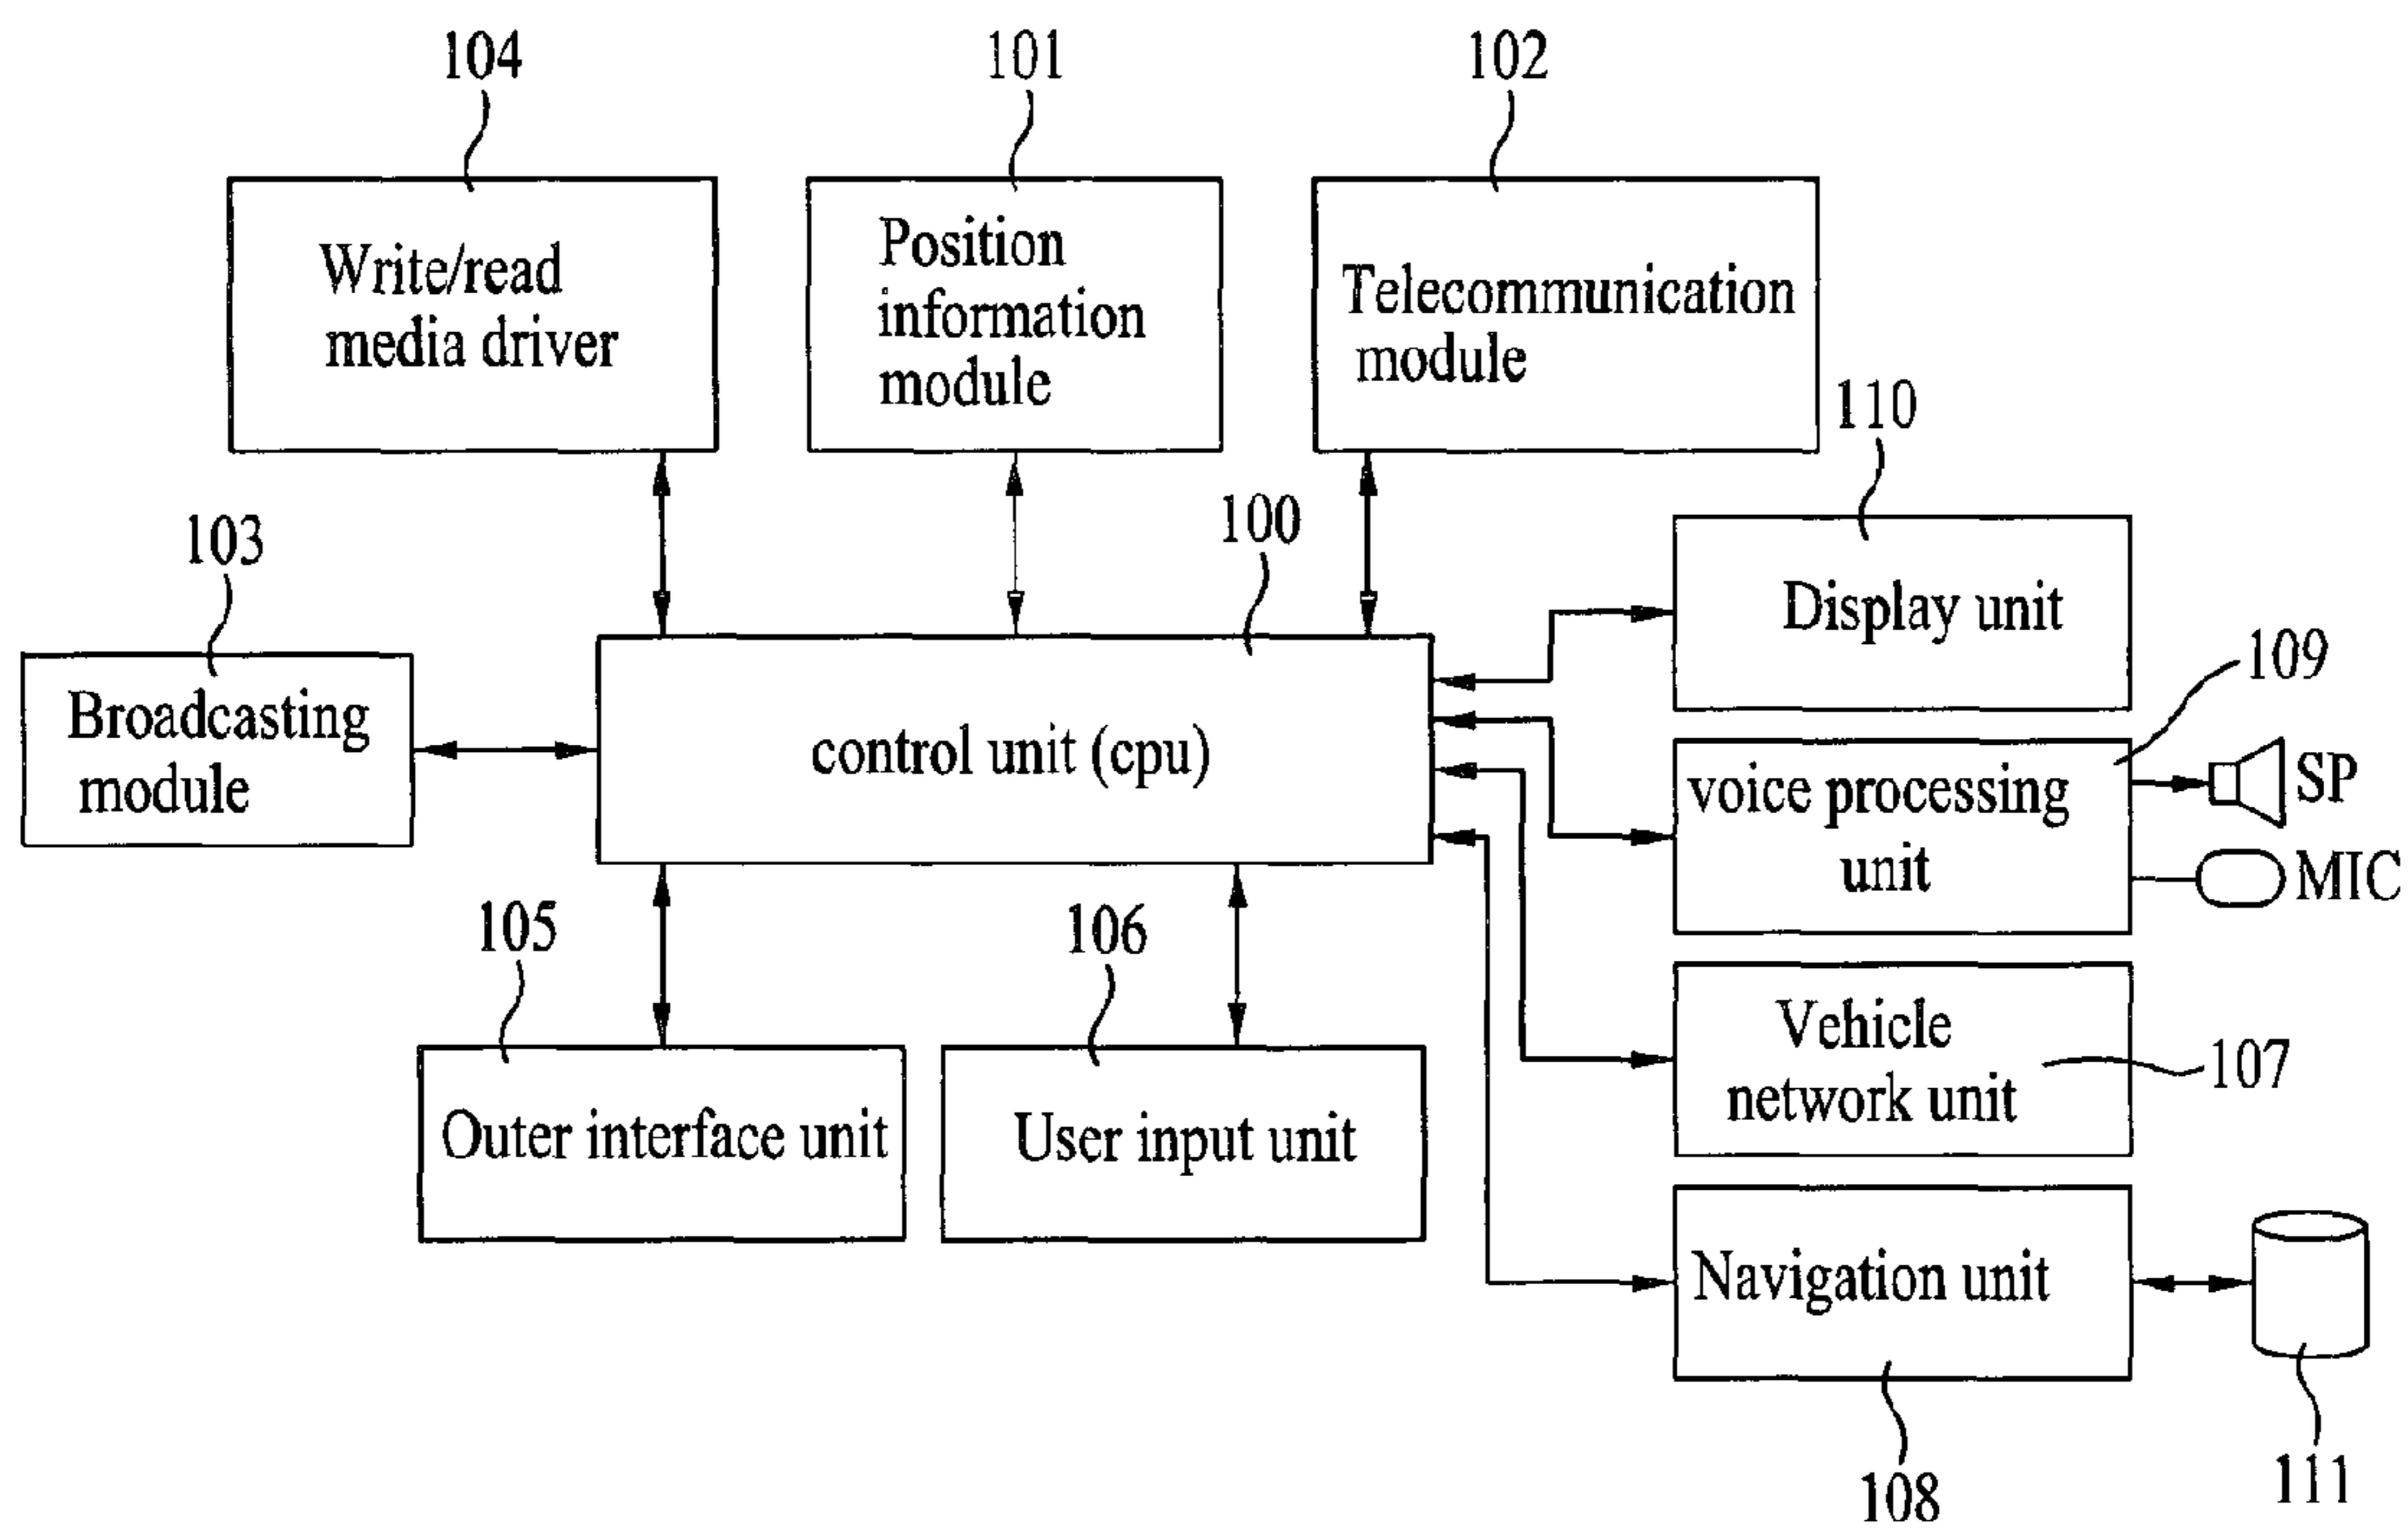 104
101
102
Write/read
media driver
Position
information
module
Telecommunication
module
110
100
103
Display unit
109
Broadcasting
module
control unit (cpu)
voice processing
unit
SP
MIC
105
106
Vehicle
network unit
107
Outer interface unit
User input unit
Navigation unit
108
111